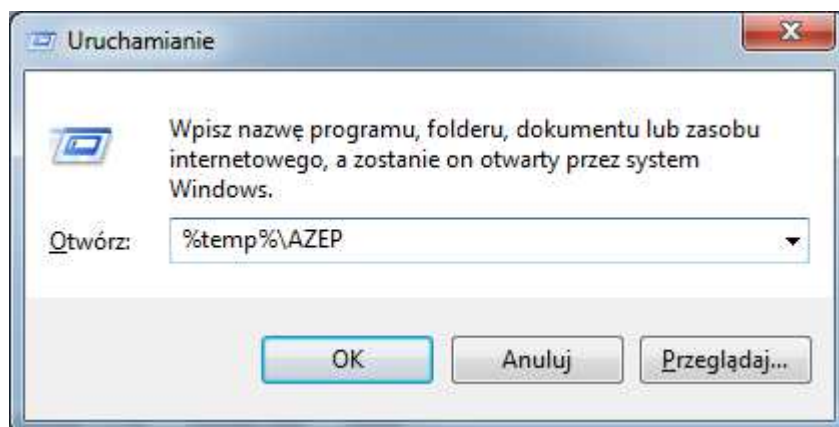 Uruchamianie
Wpisz nazwę programu, folderu, dokumentu lub zasobu
internetowego, a zostanie on otwarty przez system
Windows.
Otwórz: %temp%\AZEP
OK Anuluj Przeglądaj...